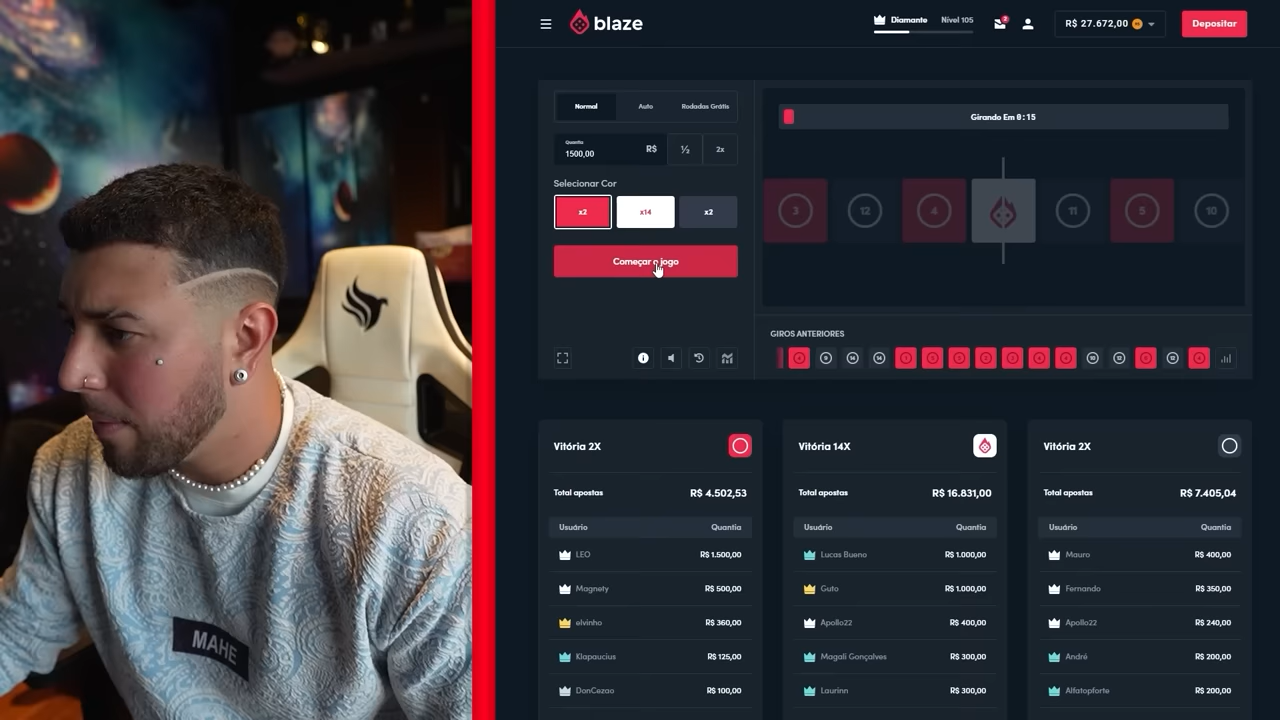 blaze
Diamante Nível 105
2
R$ 27.672,00
Depositar
Normal Auto Rodadas Grátis
Quantia
1500,00 R$ ½ 2x
Selecionar Cor
x2 x14 x2
Começar o jogo
Girando Em 0:15
3 12 4 11 5 10
GIROS ANTERIORES
Vitória 2X
Total apostas R$ 4.502,53
Usuário Quantia
LEO R$ 1.500,00
Magnety R$ 500,00
elvinho R$ 360,00
Klapaucius R$ 125,00
DonCezao R$ 100,00
Vitória 14X
Total apostas R$ 16.831,00
Usuário Quantia
Lucas Bueno R$ 1.000,00
Guto R$ 1.000,00
Apollo22 R$ 400,00
Magali Gonçalves R$ 300,00
Laurinn R$ 300,00
Vitória 2X
Total apostas R$ 7.405,04
Usuário Quantia
Mauro R$ 400,00
Fernando R$ 350,00
Apollo22 R$ 240,00
André R$ 200,00
Alfatopforte R$ 200,00
MAHE